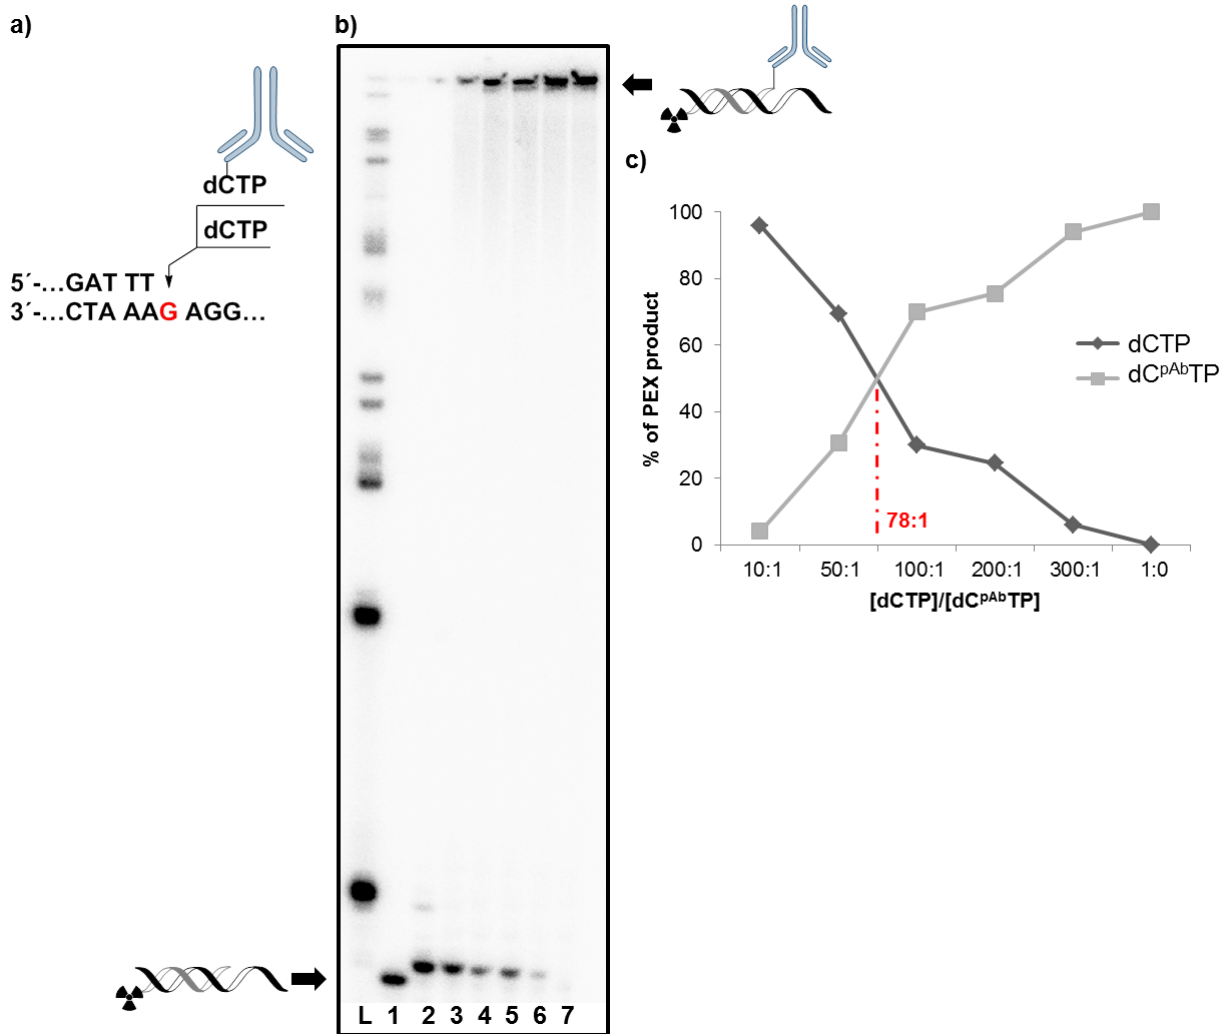 a)
dCTP
dCTP
5´-…GAT TT
3´-…CTA AAG AGG…
b)
L 1 2 3 4 5 6 7
c)
100
80
60
40
20
0
% of PEX product
78:1
dCTP
dCᵖᴬᵇTP
10:1 50:1 100:1 200:1 300:1 1:0
[dCTP]/[dCᵖᴬᵇTP]